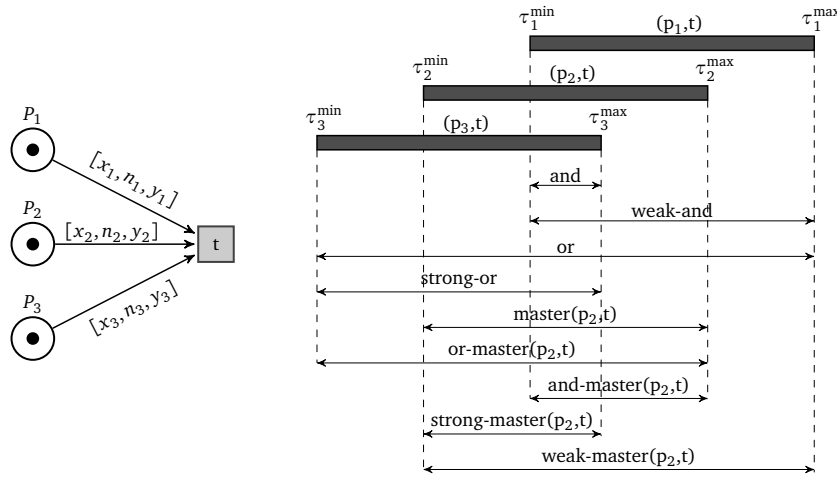 P₁
[x₁, n₁, y₁]
P₂
[x₂, n₂, y₂]
t
P₃
[x₃, n₃, y₃]
τ₁ᵐⁱⁿ (p₁,t) τ₁ᵐᵃˣ
τ₂ᵐⁱⁿ (p₂,t) τ₂ᵐᵃˣ
τ₃ᵐⁱⁿ (p₃,t) τ₃ᵐᵃˣ
and
weak-and
or
strong-or
master(p₂,t)
or-master(p₂,t)
and-master(p₂,t)
strong-master(p₂,t)
weak-master(p₂,t)